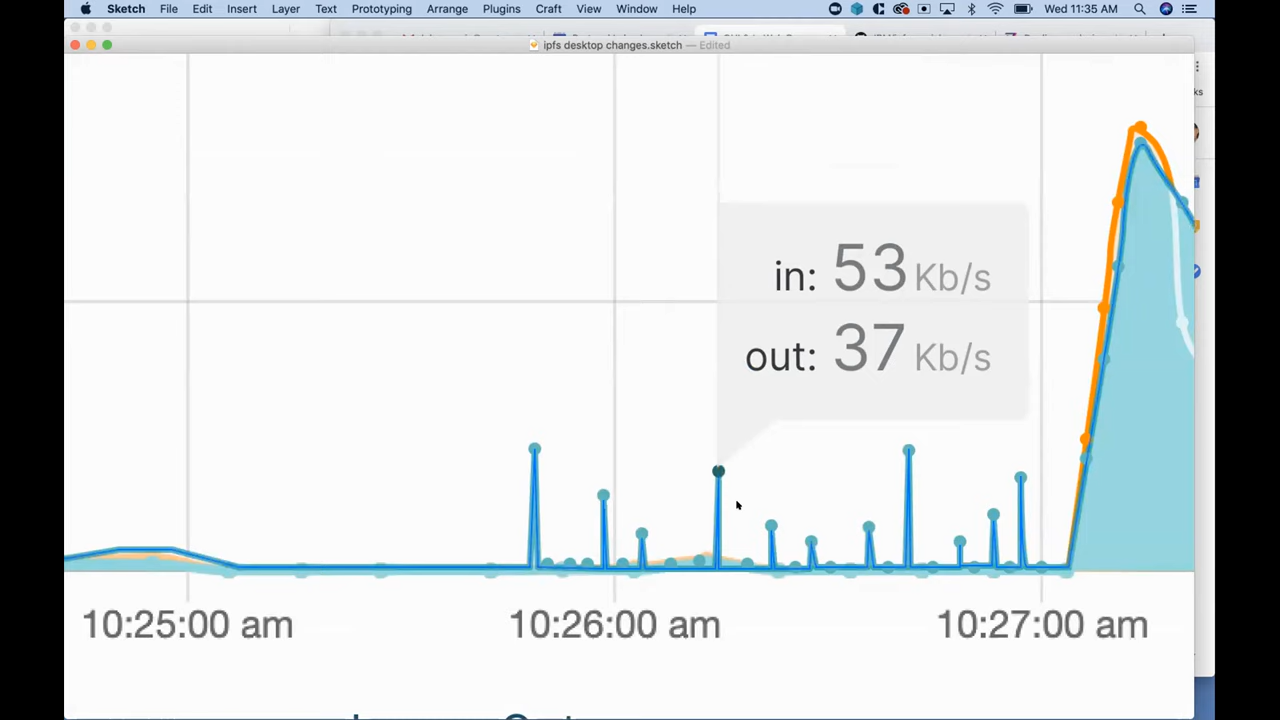 Sketch File Edit Insert Layer Text Prototyping Arrange Plugins Craft View Window Help Wed 11:35 AM
ipfs desktop changes.sketch — Edited
ks
in: 53 Kb/s
out: 37 Kb/s
10:25:00 am 10:26:00 am 10:27:00 am